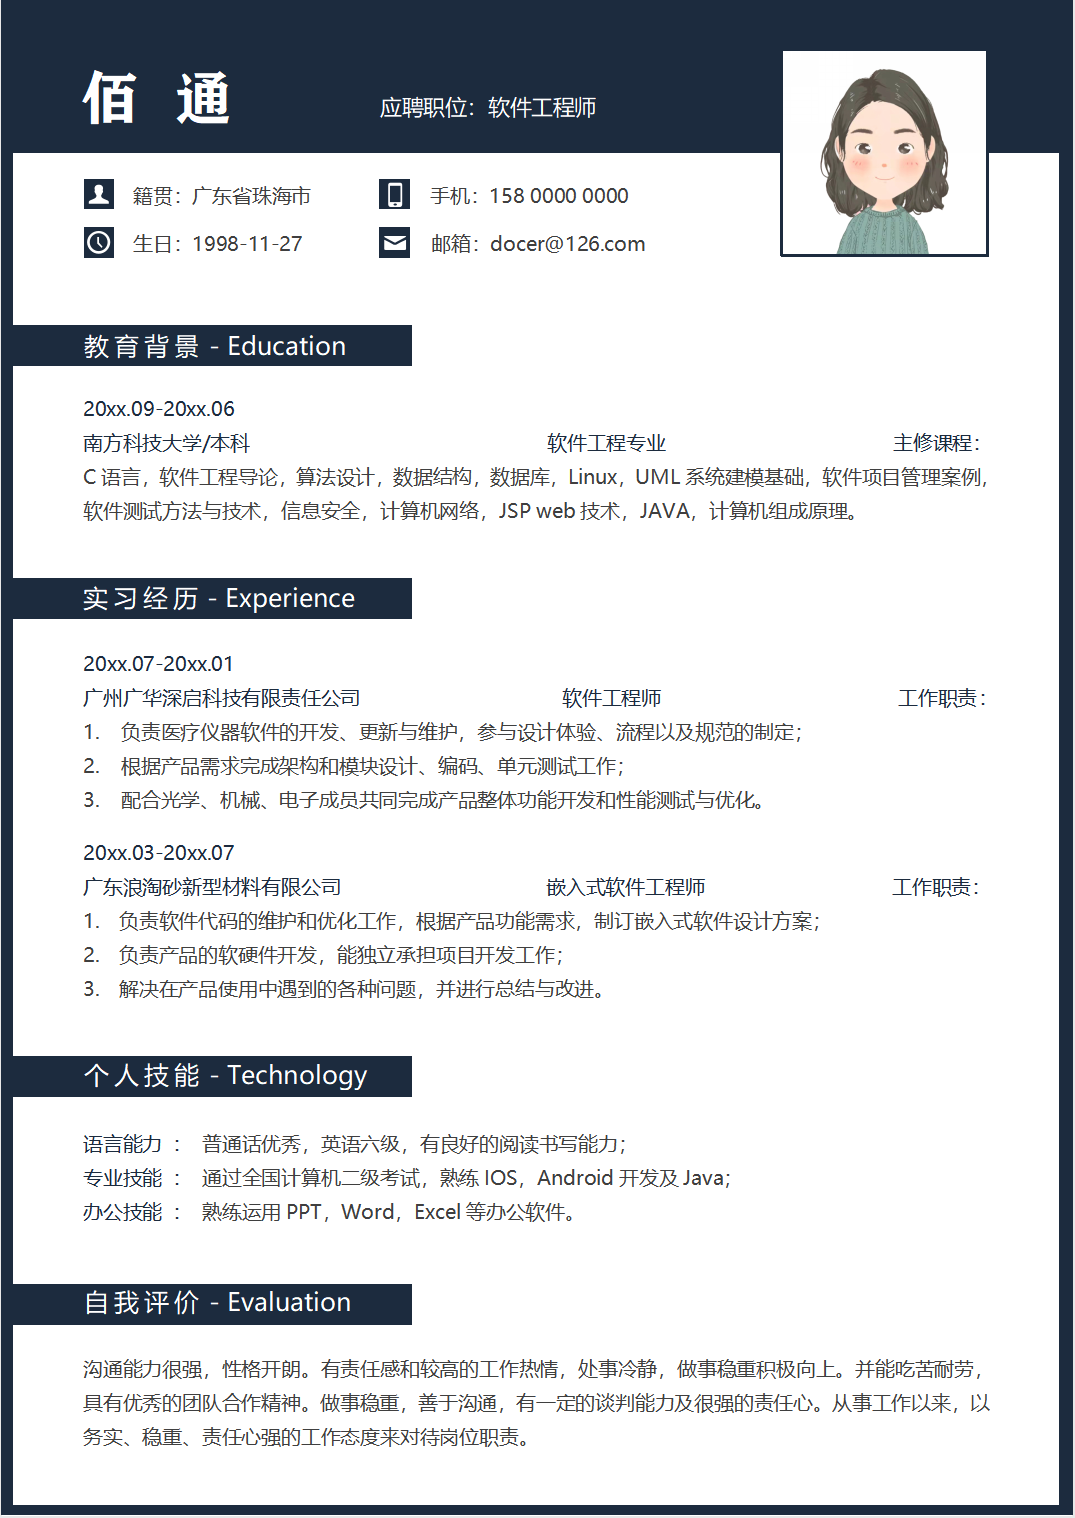 佰 通
应聘职位：软件工程师
籍贯：广东省珠海市 手机：158 0000 0000
生日：1998-11-27 邮箱：docer@126.com
教育背景 - Education
20xx.09-20xx.06
南方科技大学/本科 软件工程专业 主修课程：
C 语言，软件工程导论，算法设计，数据结构，数据库，Linux，UML 系统建模基础，软件项目管理案例，
软件测试方法与技术，信息安全，计算机网络，JSP web 技术，JAVA，计算机组成原理。
实习经历 - Experience
20xx.07-20xx.01
广州广华深启科技有限责任公司 软件工程师 工作职责：
1. 负责医疗仪器软件的开发、更新与维护，参与设计体验、流程以及规范的制定；
2. 根据产品需求完成架构和模块设计、编码、单元测试工作；
3. 配合光学、机械、电子成员共同完成产品整体功能开发和性能测试与优化。
20xx.03-20xx.07
广东浪淘砂新型材料有限公司 嵌入式软件工程师 工作职责：
1. 负责软件代码的维护和优化工作，根据产品功能需求，制订嵌入式软件设计方案；
2. 负责产品的软硬件开发，能独立承担项目开发工作；
3. 解决在产品使用中遇到的各种问题，并进行总结与改进。
个人技能 - Technology
语言能力 ： 普通话优秀，英语六级，有良好的阅读书写能力；
专业技能 ： 通过全国计算机二级考试，熟练 IOS，Android 开发及 Java；
办公技能 ： 熟练运用 PPT，Word，Excel 等办公软件。
自我评价 - Evaluation
沟通能力很强，性格开朗。有责任感和较高的工作热情，处事冷静，做事稳重积极向上。并能吃苦耐劳，
具有优秀的团队合作精神。做事稳重，善于沟通，有一定的谈判能力及很强的责任心。从事工作以来，以
务实、稳重、责任心强的工作态度来对待岗位职责。